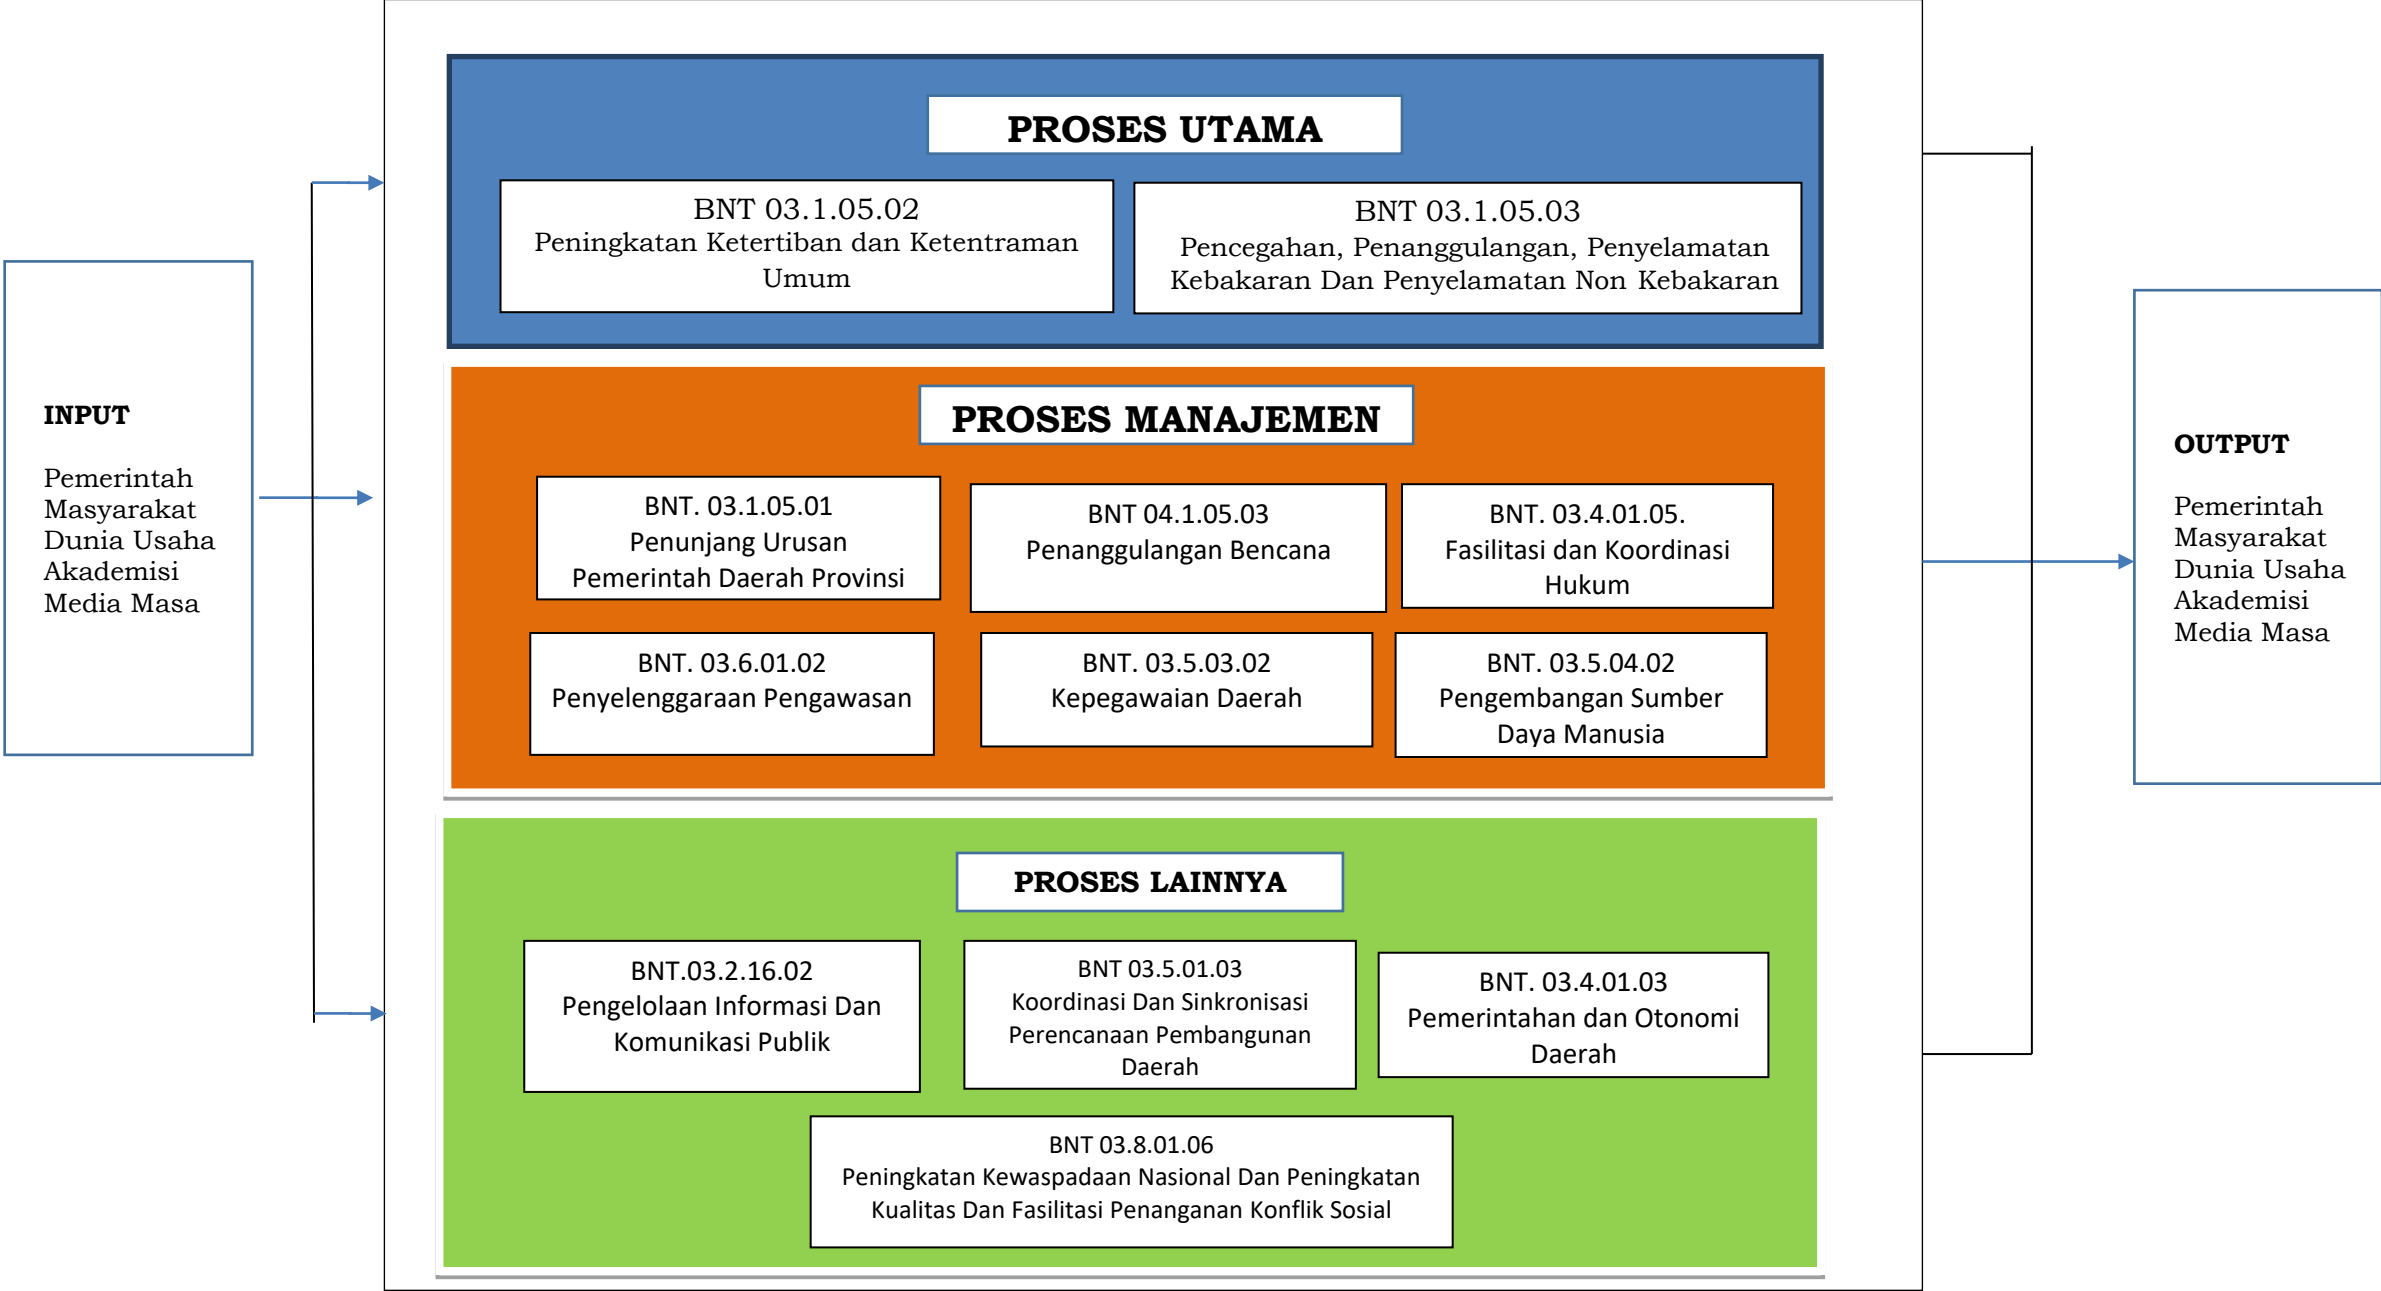 PROSES UTAMA
BNT 03.1.05.02
Peningkatan Ketertiban dan Ketentraman
Umum
BNT 03.1.05.03
Pencegahan, Penanggulangan, Penyelamatan
Kebakaran Dan Penyelamatan Non Kebakaran
INPUT
Pemerintah
Masyarakat
Dunia Usaha
Akademisi
Media Masa
PROSES MANAJEMEN
BNT. 03.1.05.01
Penunjang Urusan
Pemerintah Daerah Provinsi
BNT 04.1.05.03
Penanggulangan Bencana
BNT. 03.4.01.05.
Fasilitasi dan Koordinasi
Hukum
BNT. 03.6.01.02
Penyelenggaraan Pengawasan
BNT. 03.5.03.02
Kepegawaian Daerah
BNT. 03.5.04.02
Pengembangan Sumber
Daya Manusia
OUTPUT
Pemerintah
Masyarakat
Dunia Usaha
Akademisi
Media Masa
PROSES LAINNYA
BNT.03.2.16.02
Pengelolaan Informasi Dan
Komunikasi Publik
BNT 03.5.01.03
Koordinasi Dan Sinkronisasi
Perencanaan Pembangunan
Daerah
BNT. 03.4.01.03
Pemerintahan dan Otonomi
Daerah
BNT 03.8.01.06
Peningkatan Kewaspadaan Nasional Dan Peningkatan
Kualitas Dan Fasilitasi Penanganan Konflik Sosial